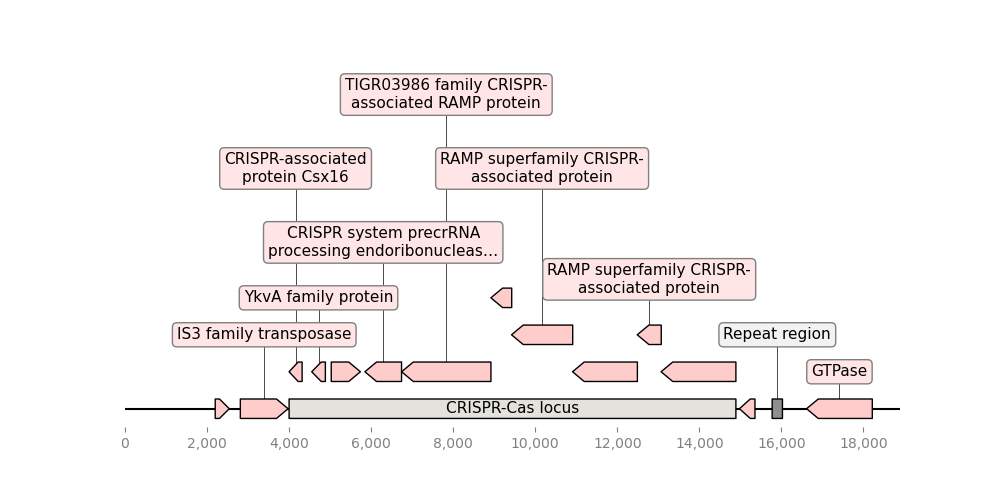 TIGR03986 family CRISPR-
associated RAMP protein
CRISPR-associated
protein Csx16
RAMP superfamily CRISPR-
associated protein
CRISPR system precrRNA
processing endoribonucleas…
RAMP superfamily CRISPR-
associated protein
YkvA family protein
IS3 family transposase
Repeat region
GTPase
CRISPR-Cas locus
0 2,000 4,000 6,000 8,000 10,000 12,000 14,000 16,000 18,000